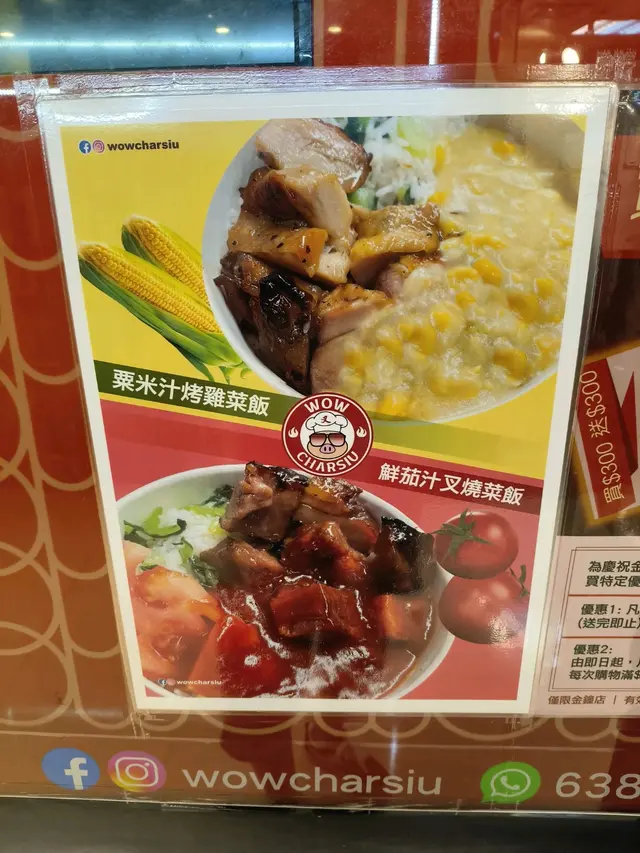 wowcharsiu
粟米汁烤雞菜飯
WOW
叉
CHARSIU
鮮茄汁叉燒菜飯
wowcharsiu
買$300 送$300
為慶祝金
買特定優
優惠1: 凡
(送完即止)
優惠2:
由即日起，
每次購物滿$
僅限金鐘店 | 有
wowcharsiu
638